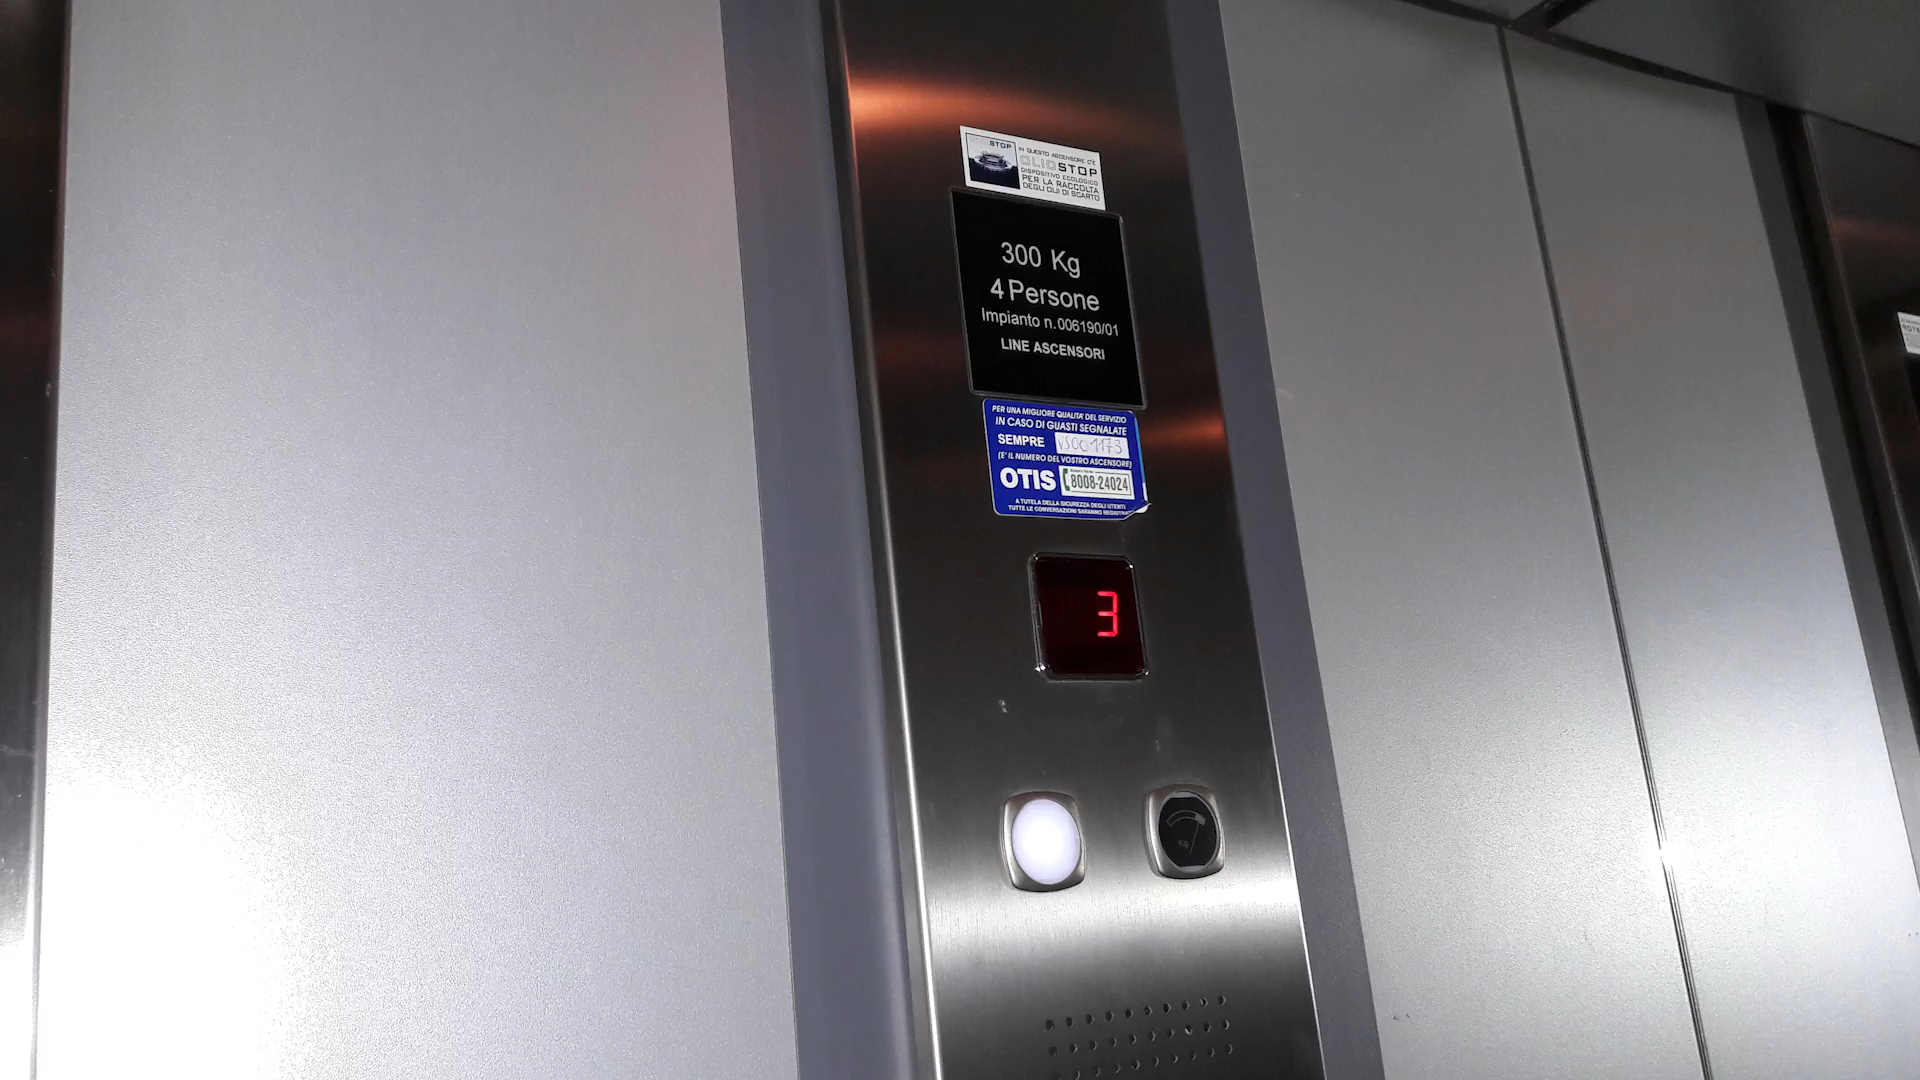 STOP
IN QUESTO ASCENSORE C'È
OLIOSTOP
DISPOSITIVO ECOLOGICO
PER LA RACCOLTA
DEGLI OLII DI SCARTO
300 Kg
4 Persone
Impianto n. 006190/01
LINE ASCENSORI
PER UNA MIGLIORE QUALITA' DEL SERVIZIO
IN CASO DI GUASTI SEGNALATE
SEMPRE
(E' IL NUMERO DEL VOSTRO ASCENSORE)
OTIS 8008-24024
A TUTELA DELLA SICUREZZA DEGLI UTENTI
TUTTE LE CONVERSAZIONI SARANNO
3
Kg